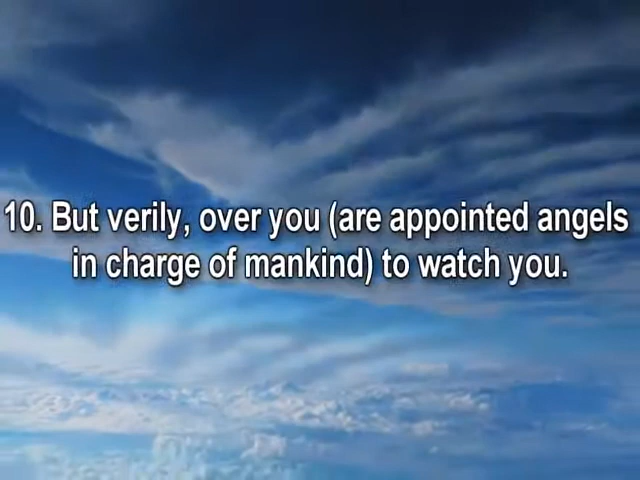 10. But verily, over you (are appointed angels
in charge of mankind) to watch you.